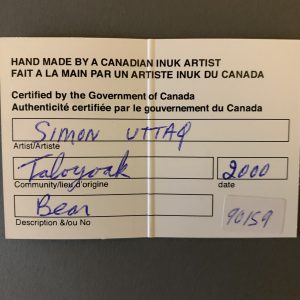 HAND MADE BY A CANADIAN INUK ARTIST
FAIT A LA MAIN PAR UN ARTISTE INUK DU CANADA
Certified by the Government of Canada
Authenticité certifiée par le gouvernement du Canada
SIMON UTTAQ
Artist/Artiste
Taloyoak 2000
Community/lieu d'origine date
Bear
Description &/ou No
90159